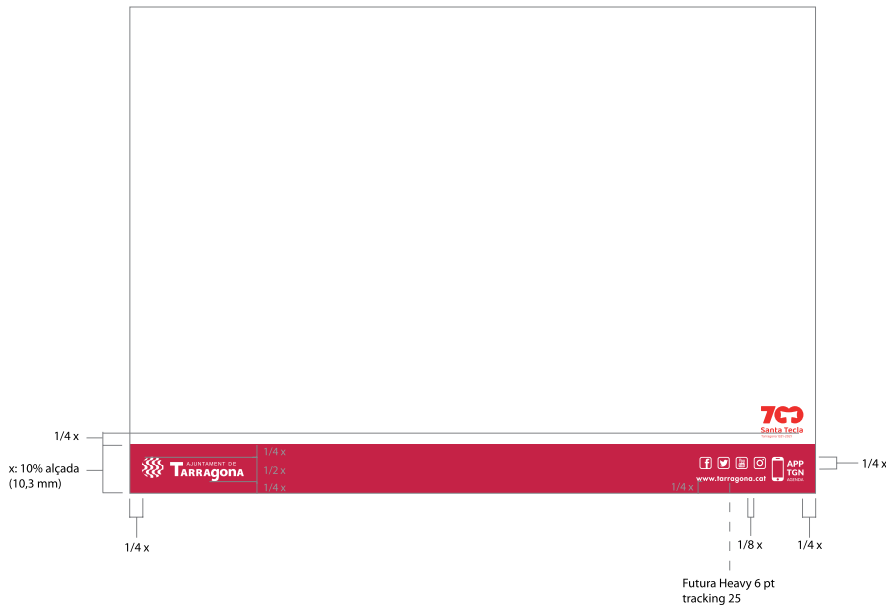 700
Santa Tecla
1/4 x
x: 10% alçada
(10,3 mm)
AJUNTAMENT DE
TARRAGONA
1/4 x
1/2 x
1/4 x
1/4 x
www.tarragona.cat
APP
TGN
AGENDA
1/4 x
1/4 x
1/8 x
1/4 x
Futura Heavy 6 pt
tracking 25